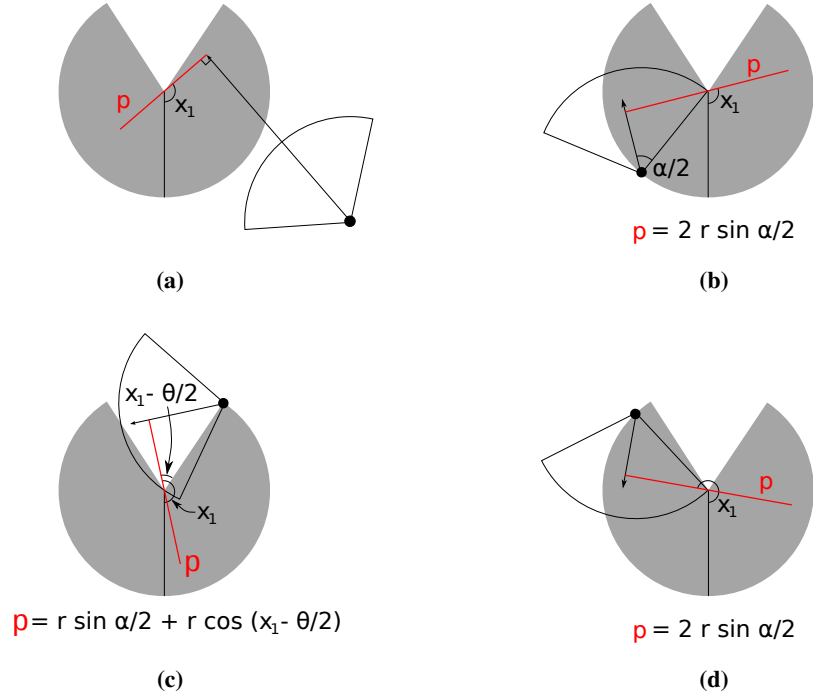 p
x₁
(a)
x₁
p
α/2
p = 2 r sin α/2
(b)
x₁- θ/2
x₁
p
p = r sin α/2 + r cos (x₁- θ/2)
(c)
p
x₁
p = 2 r sin α/2
(d)